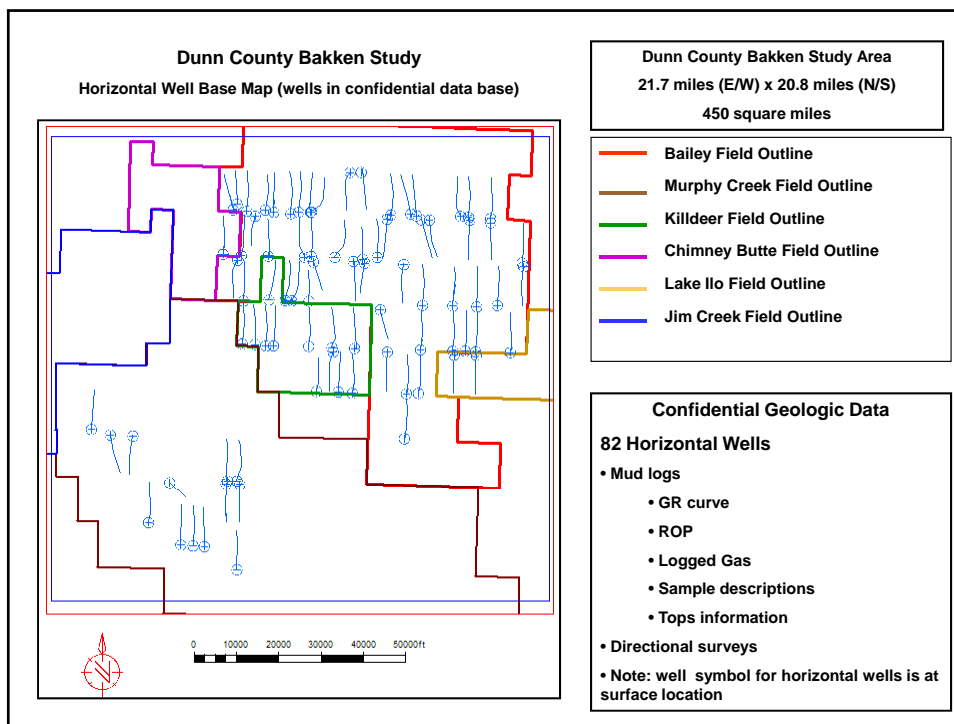 Dunn County Bakken Study
Horizontal Well Base Map (wells in confidential data base)
0 10000 20000 30000 40000 50000ft
N
Dunn County Bakken Study Area
21.7 miles (E/W) x 20.8 miles (N/S)
450 square miles
Bailey Field Outline
Murphy Creek Field Outline
Killdeer Field Outline
Chimney Butte Field Outline
Lake Ilo Field Outline
Jim Creek Field Outline
Confidential Geologic Data
82 Horizontal Wells
• Mud logs
• GR curve
• ROP
• Logged Gas
• Sample descriptions
• Tops information
• Directional surveys
• Note: well symbol for horizontal wells is at
surface location